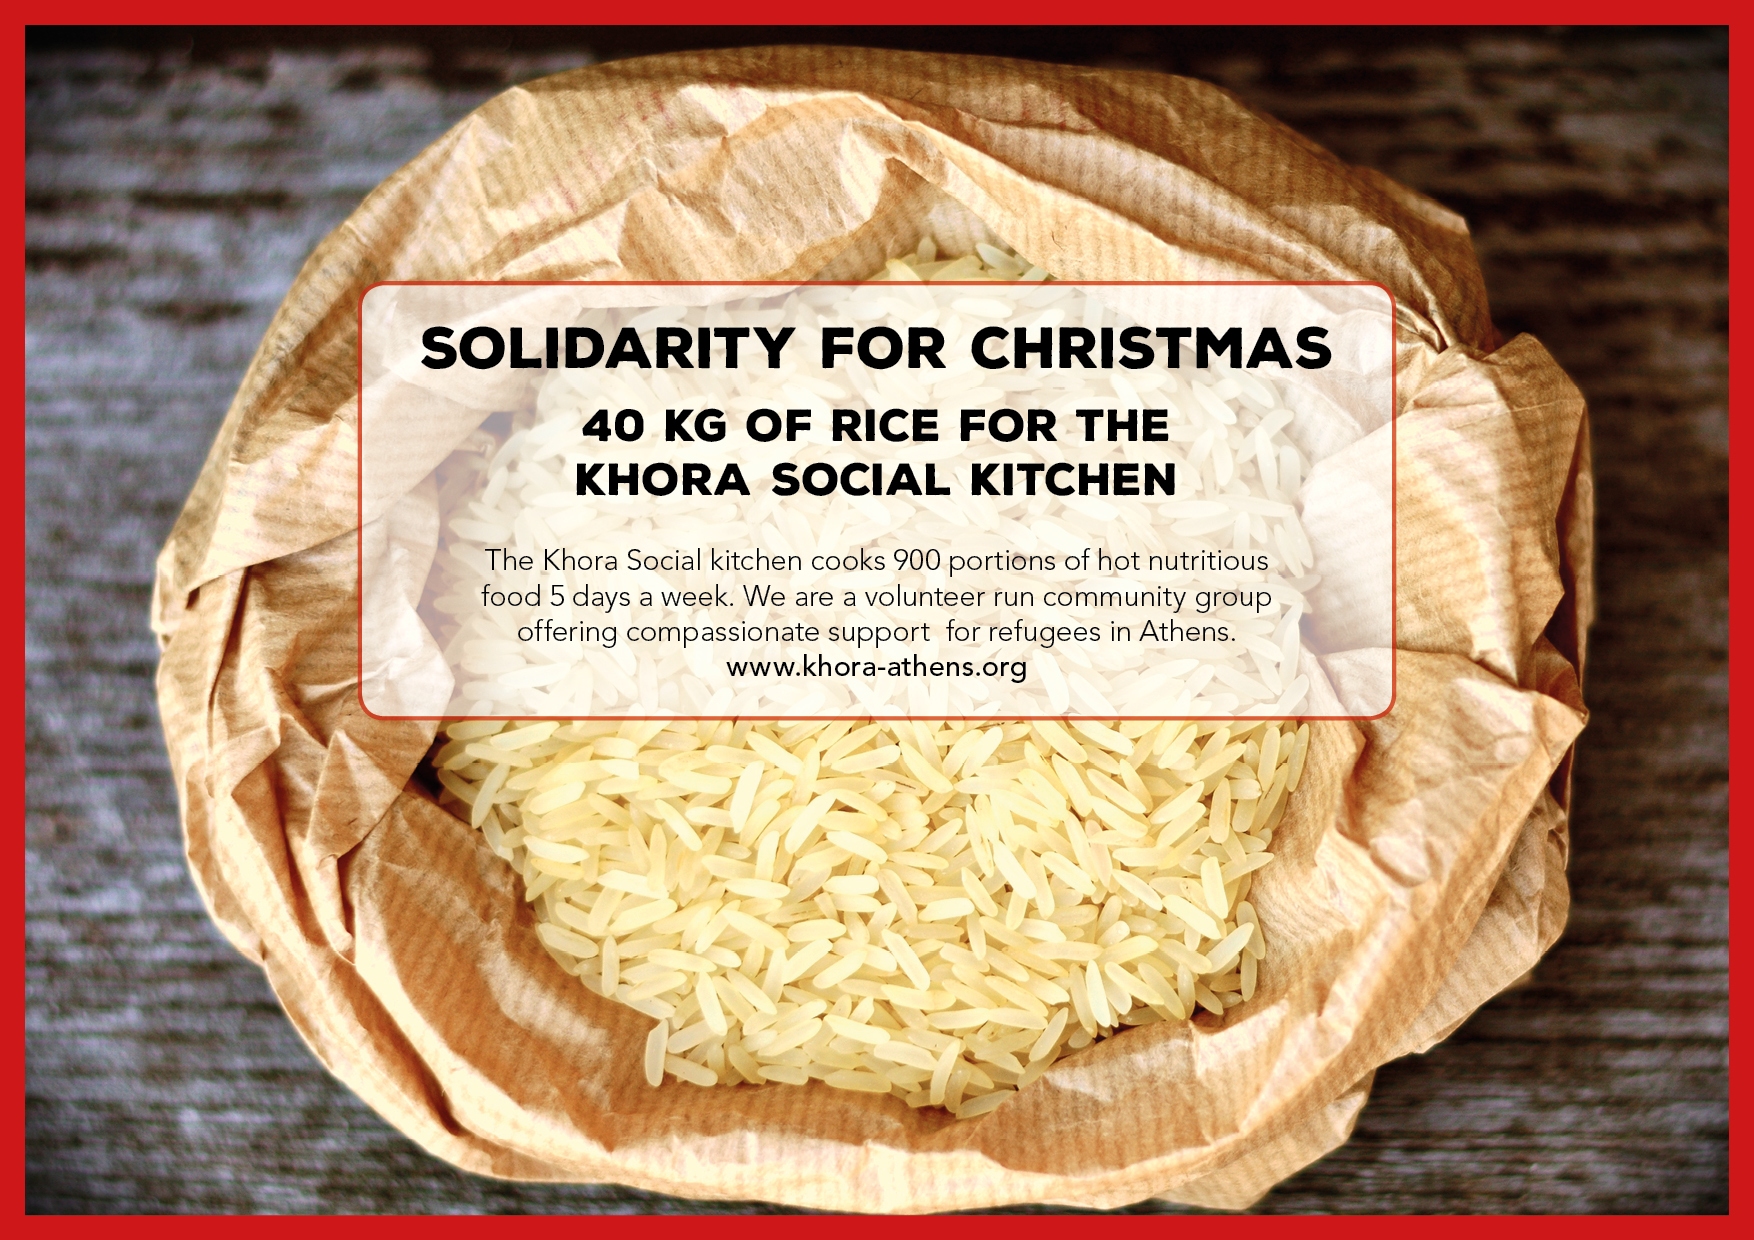 SOLIDARITY FOR CHRISTMAS
40 KG OF RICE FOR THE
KHORA SOCIAL KITCHEN
The Khora Social kitchen cooks 900 portions of hot nutritious
food 5 days a week. We are a volunteer run community group
offering compassionate support  for refugees in Athens.
www.khora-athens.org